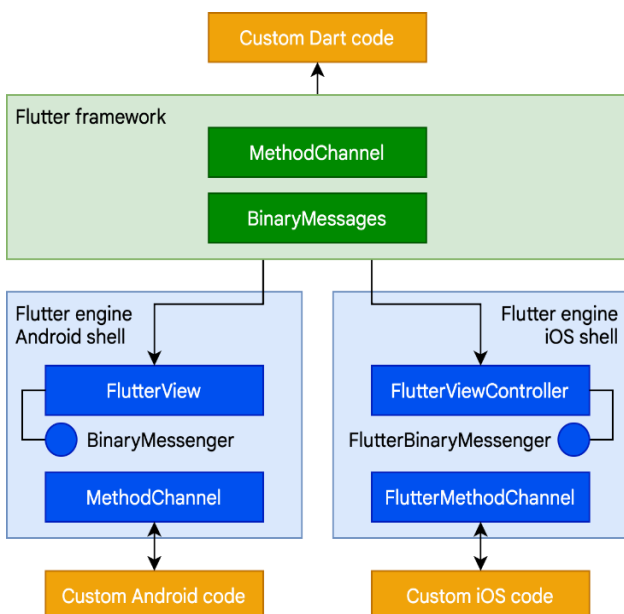 Custom Dart code
Flutter framework
MethodChannel
BinaryMessages
Flutter engine
Android shell
FlutterView
BinaryMessenger
MethodChannel
Custom Android code
Flutter engine
iOS shell
FlutterViewController
FlutterBinaryMessenger
FlutterMethodChannel
Custom iOS code